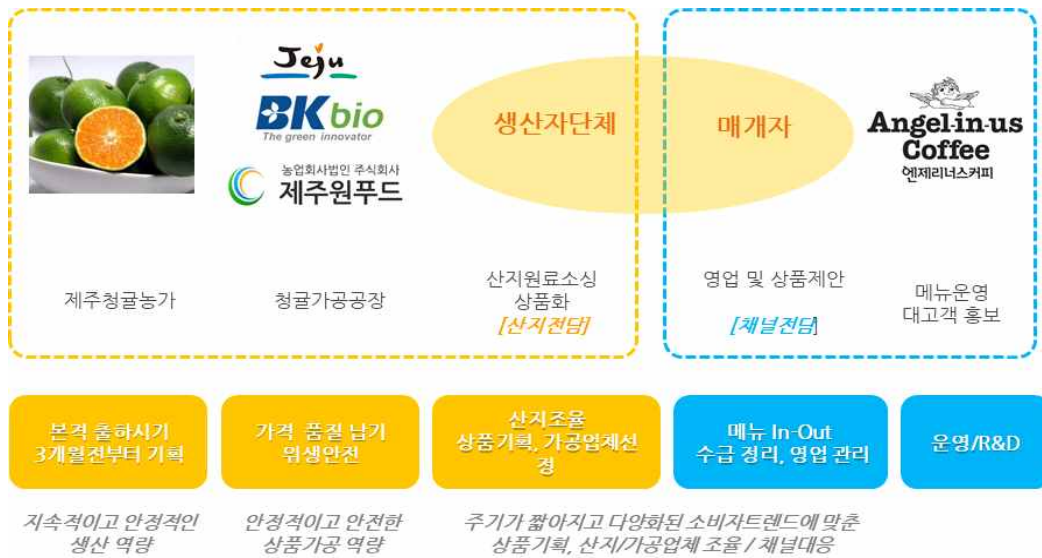 Jeju
BK bio
The green innovator
농업회사법인 주식회사
제주원푸드
생산자단체
매개자
Angel-in-us
Coffee
엔제리너스커피
제주청귤농가
청귤가공공장
산지원료소싱
상품화
[산지전담]
영업 및 상품제안
[채널전담]
메뉴운영
대고객 홍보
본격 출하시기
3개월전부터 기획
가격 품질 납기
위생안전
산지조율
상품기획, 가공업체선
정
메뉴 In-Out
수급 정리, 영업 관리
운영/R&D
지속적이고 안정적인
생산 역량
안정적이고 안전한
상품가공 역량
주기가 짧아지고 다양화된 소비자트렌드에 맞춘
상품기획, 산지/가공업체 조율 / 채널대응